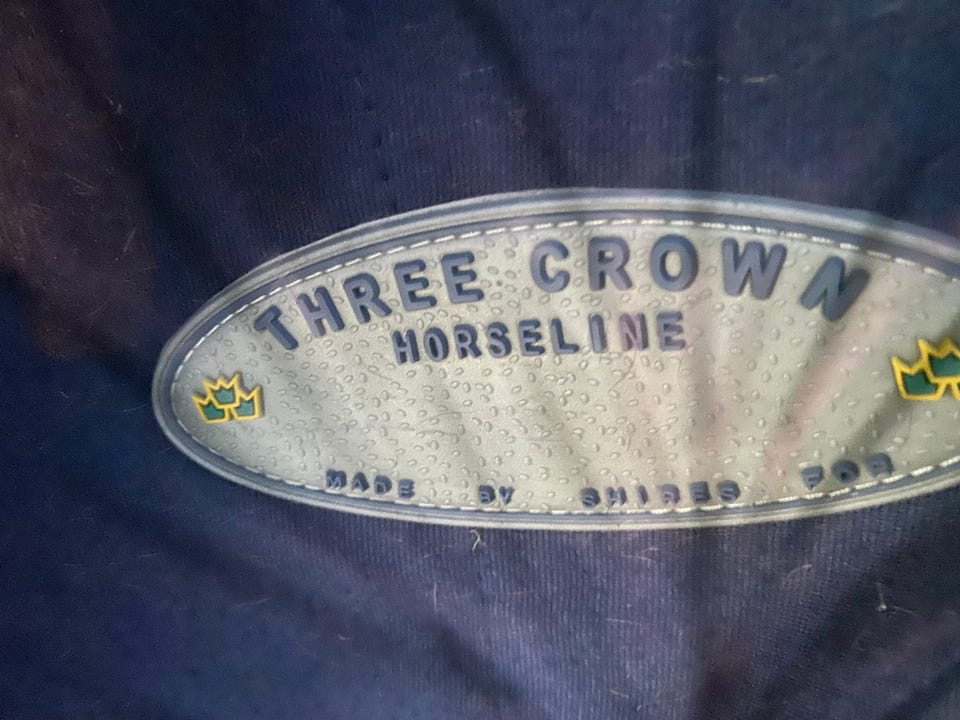 THREE CROWN
HORSELINE
MADE BY SHIRES FOR